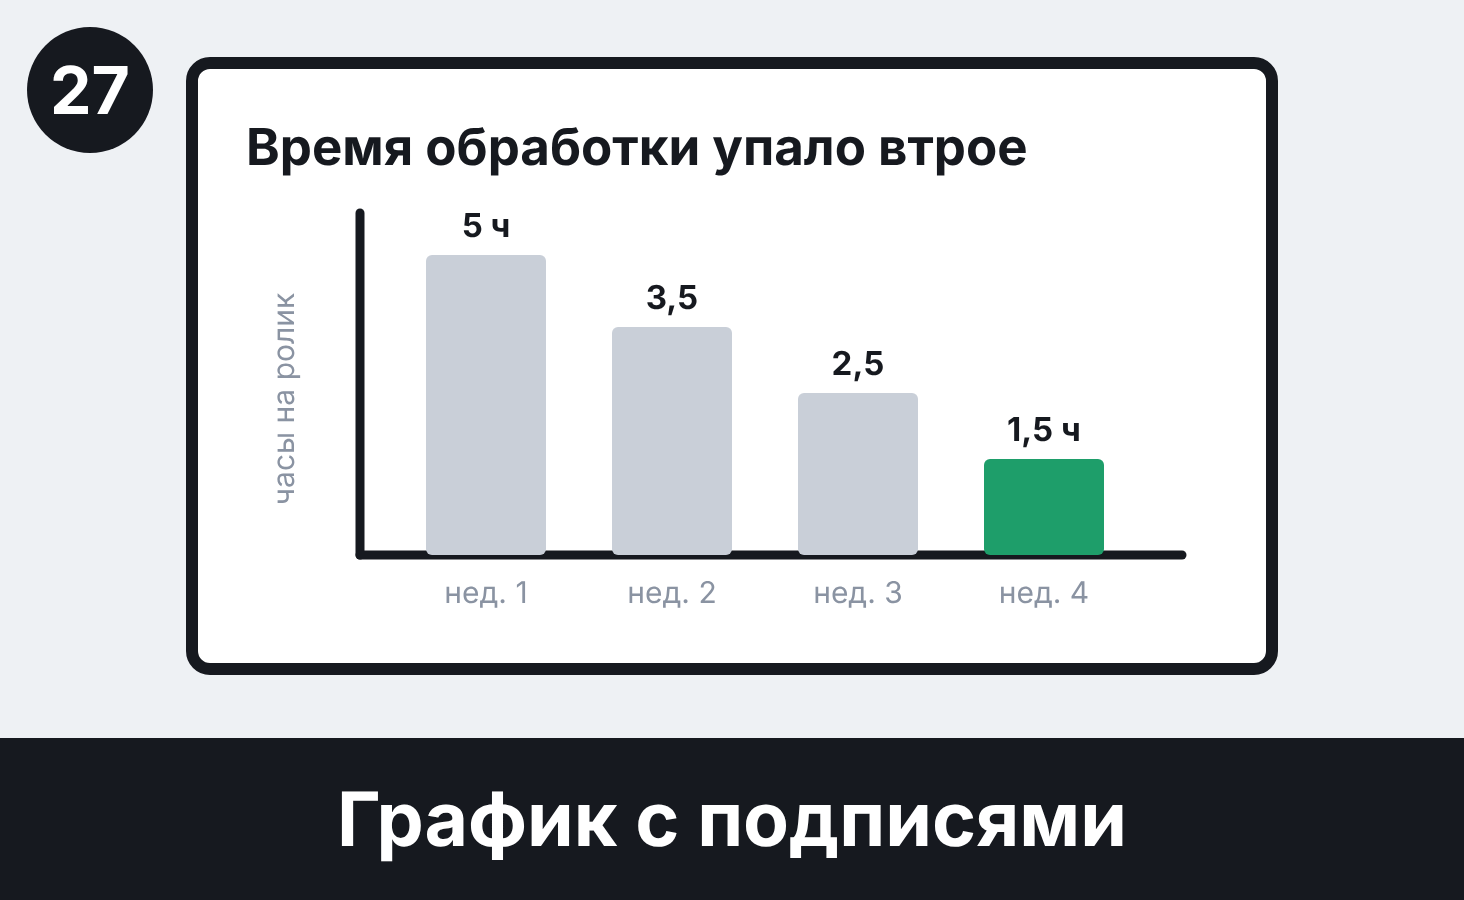 27
Время обработки упало втрое
часы на ролик
5 ч
3,5
2,5
1,5 ч
нед. 1
нед. 2
нед. 3
нед. 4
График с подписями